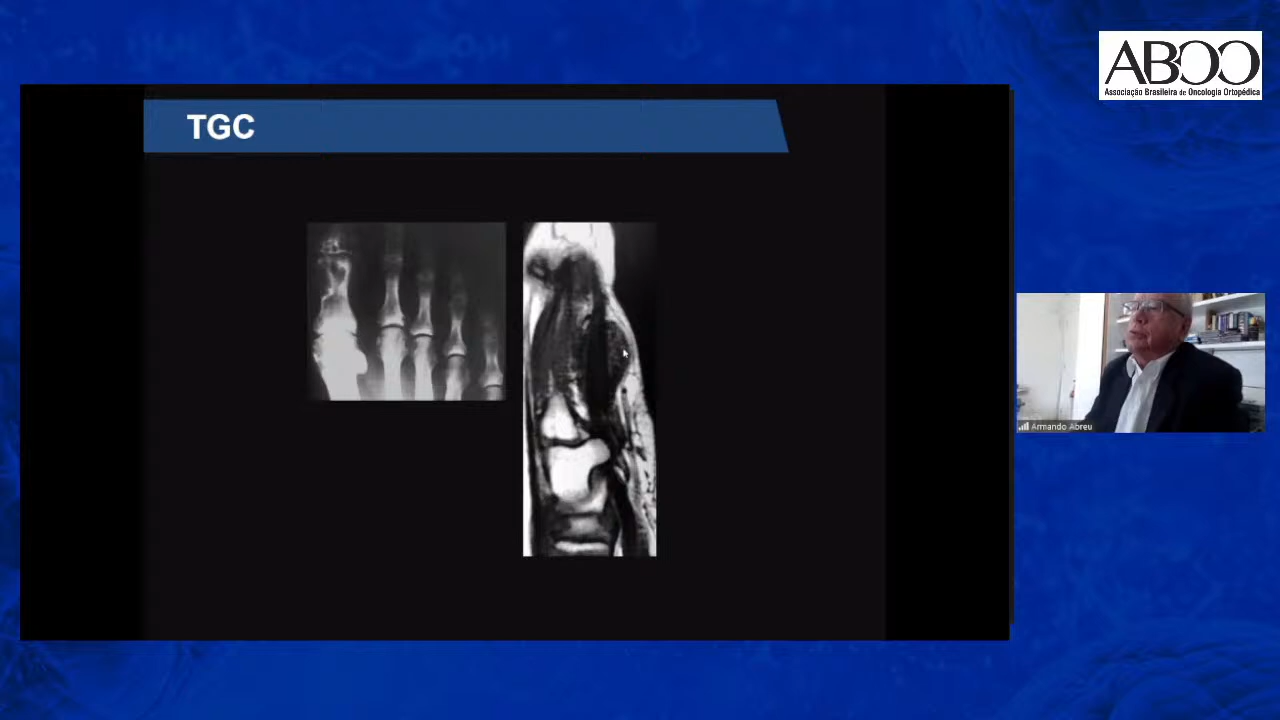 ABOO
Associação Brasileira de Oncologia Ortopédica
TGC
Armando Abreu